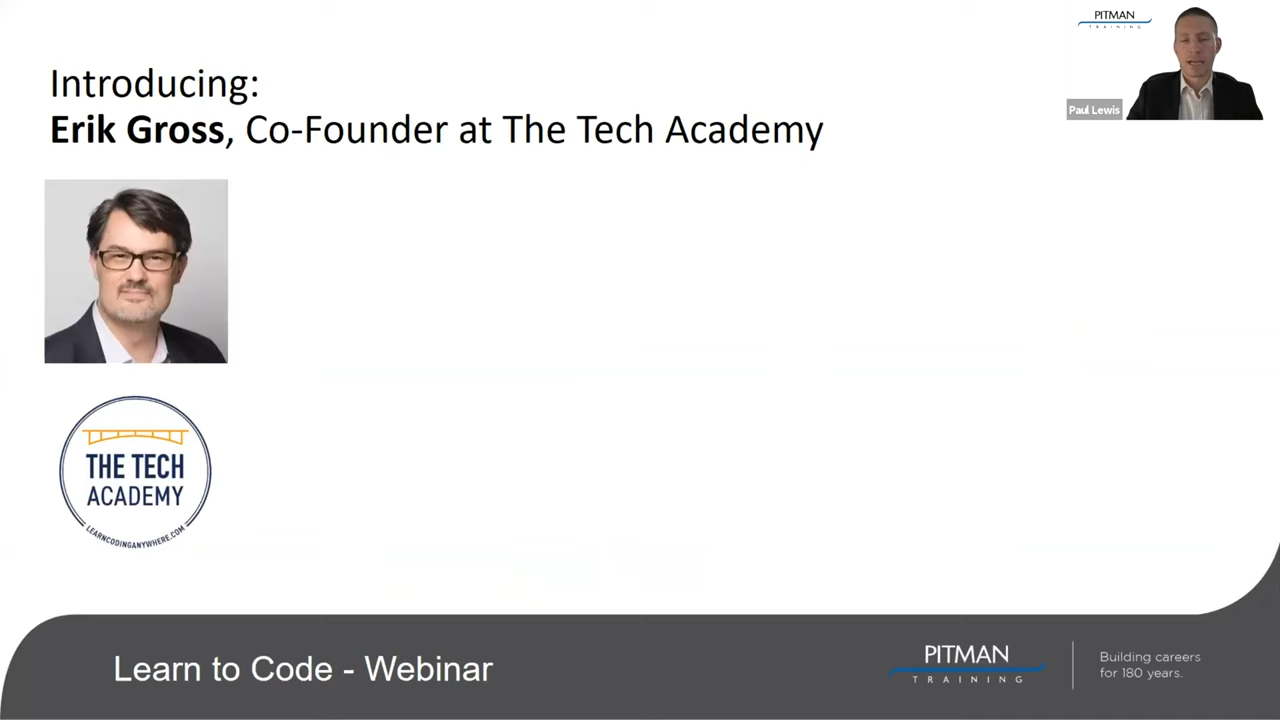 PITMAN
TRAINING
Paul Lewis
Introducing:
Erik Gross, Co-Founder at The Tech Academy
THE TECH
ACADEMY
LEARNCODINGANYWHERE.COM
Learn to Code - Webinar
PITMAN
TRAINING
Building careers
for 180 years.